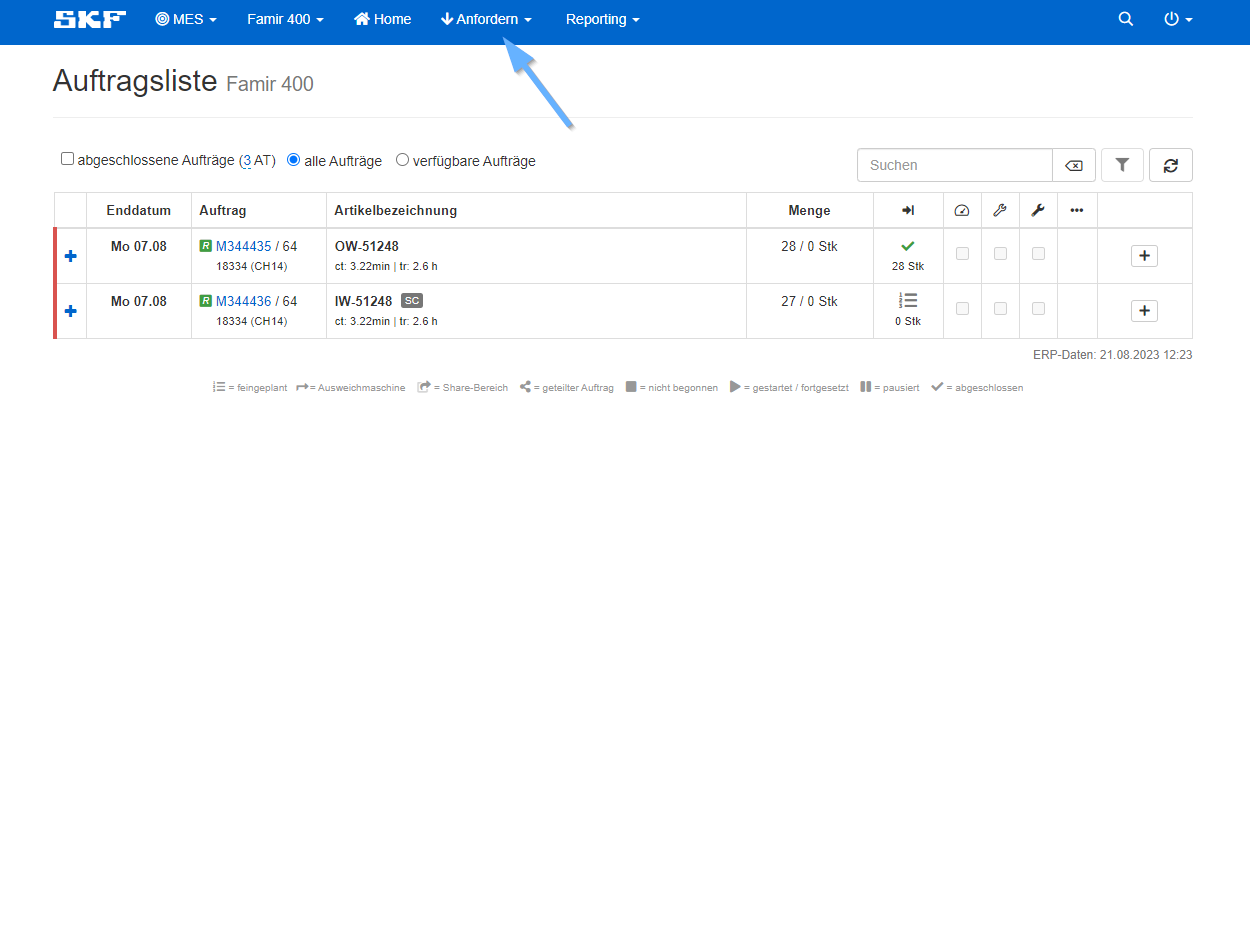 SKF MES Famir 400 Home Anfordern Reporting
Auftragsliste Famir 400
abgeschlossene Aufträge (3 AT) alle Aufträge verfügbare Aufträge Suchen
Enddatum Auftrag Artikelbezeichnung Menge
Mo 07.08 R M344435 / 64 OW-51248 28 / 0 Stk
18334 (CH14) ct: 3.22min | tr: 2.6 h 28 Stk
Mo 07.08 R M344436 / 64 IW-51248 SC 27 / 0 Stk
18334 (CH14) ct: 3.22min | tr: 2.6 h 0 Stk
ERP-Daten: 21.08.2023 12:23
= feingeplant = Ausweichmaschine = Share-Bereich = geteilter Auftrag = nicht begonnen = gestartet / fortgesetzt = pausiert = abgeschlossen